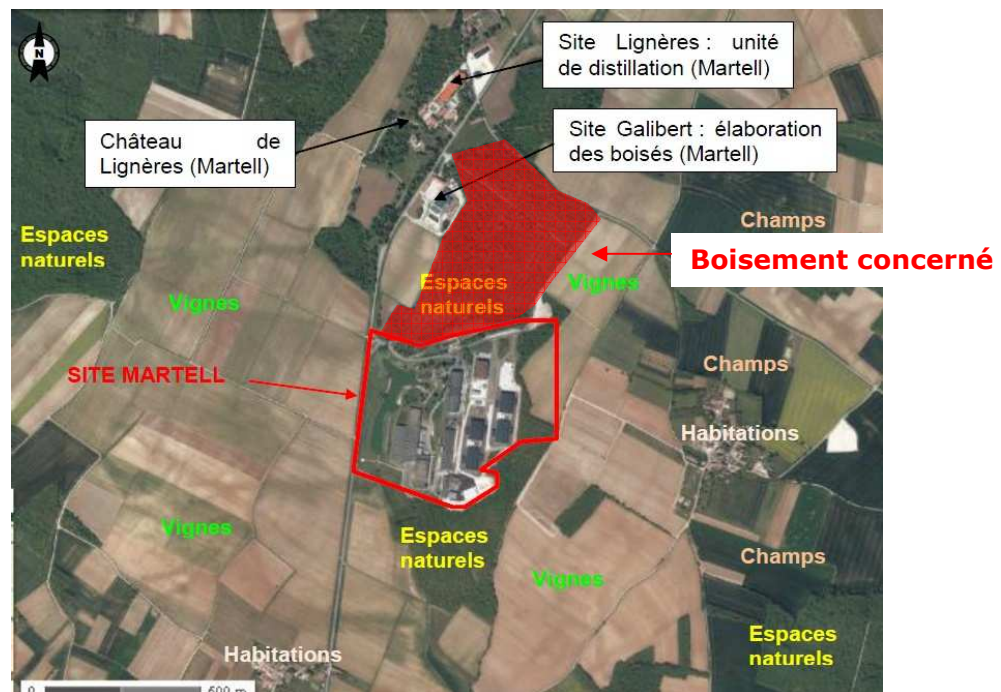 N
Site Lignères : unité
de distillation (Martell)
Château de
Lignères (Martell)
Site Galibert : élaboration
des boisés (Martell)
Espaces
naturels
Champs
Boisement concerné
Espaces
naturels
Vignes
Vignes
SITE MARTELL
Champs
Habitations
Vignes
Espaces
naturels
Champs
Vignes
Espaces
naturels
Habitations
0 500 m